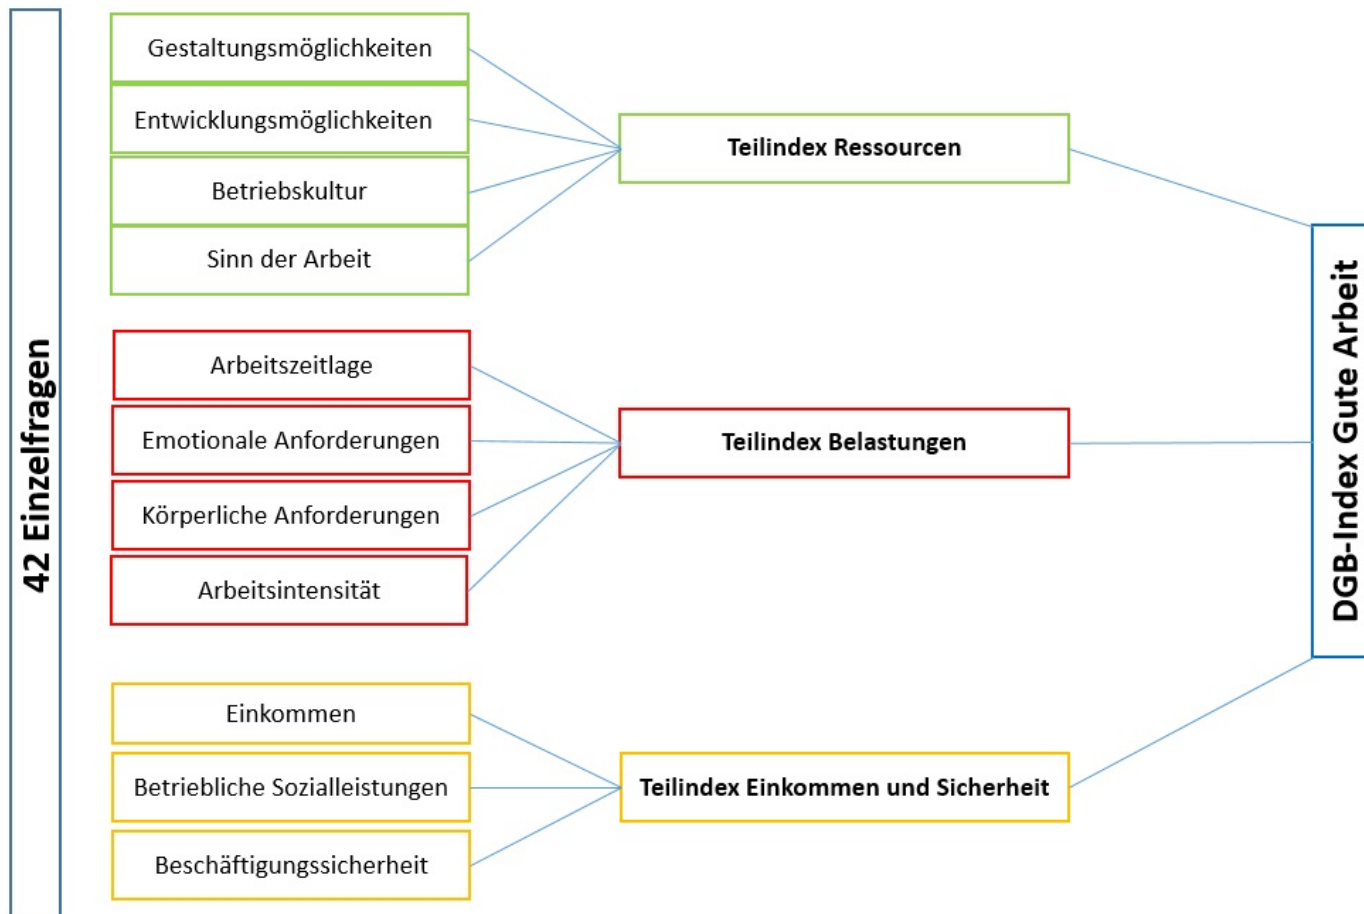 42 Einzelfragen
Gestaltungsmöglichkeiten
Entwicklungsmöglichkeiten
Betriebskultur
Sinn der Arbeit
Teilindex Ressourcen
Arbeitszeitlage
Emotionale Anforderungen
Körperliche Anforderungen
Arbeitsintensität
Teilindex Belastungen
Einkommen
Betriebliche Sozialleistungen
Beschäftigungssicherheit
Teilindex Einkommen und Sicherheit
DGB-Index Gute Arbeit